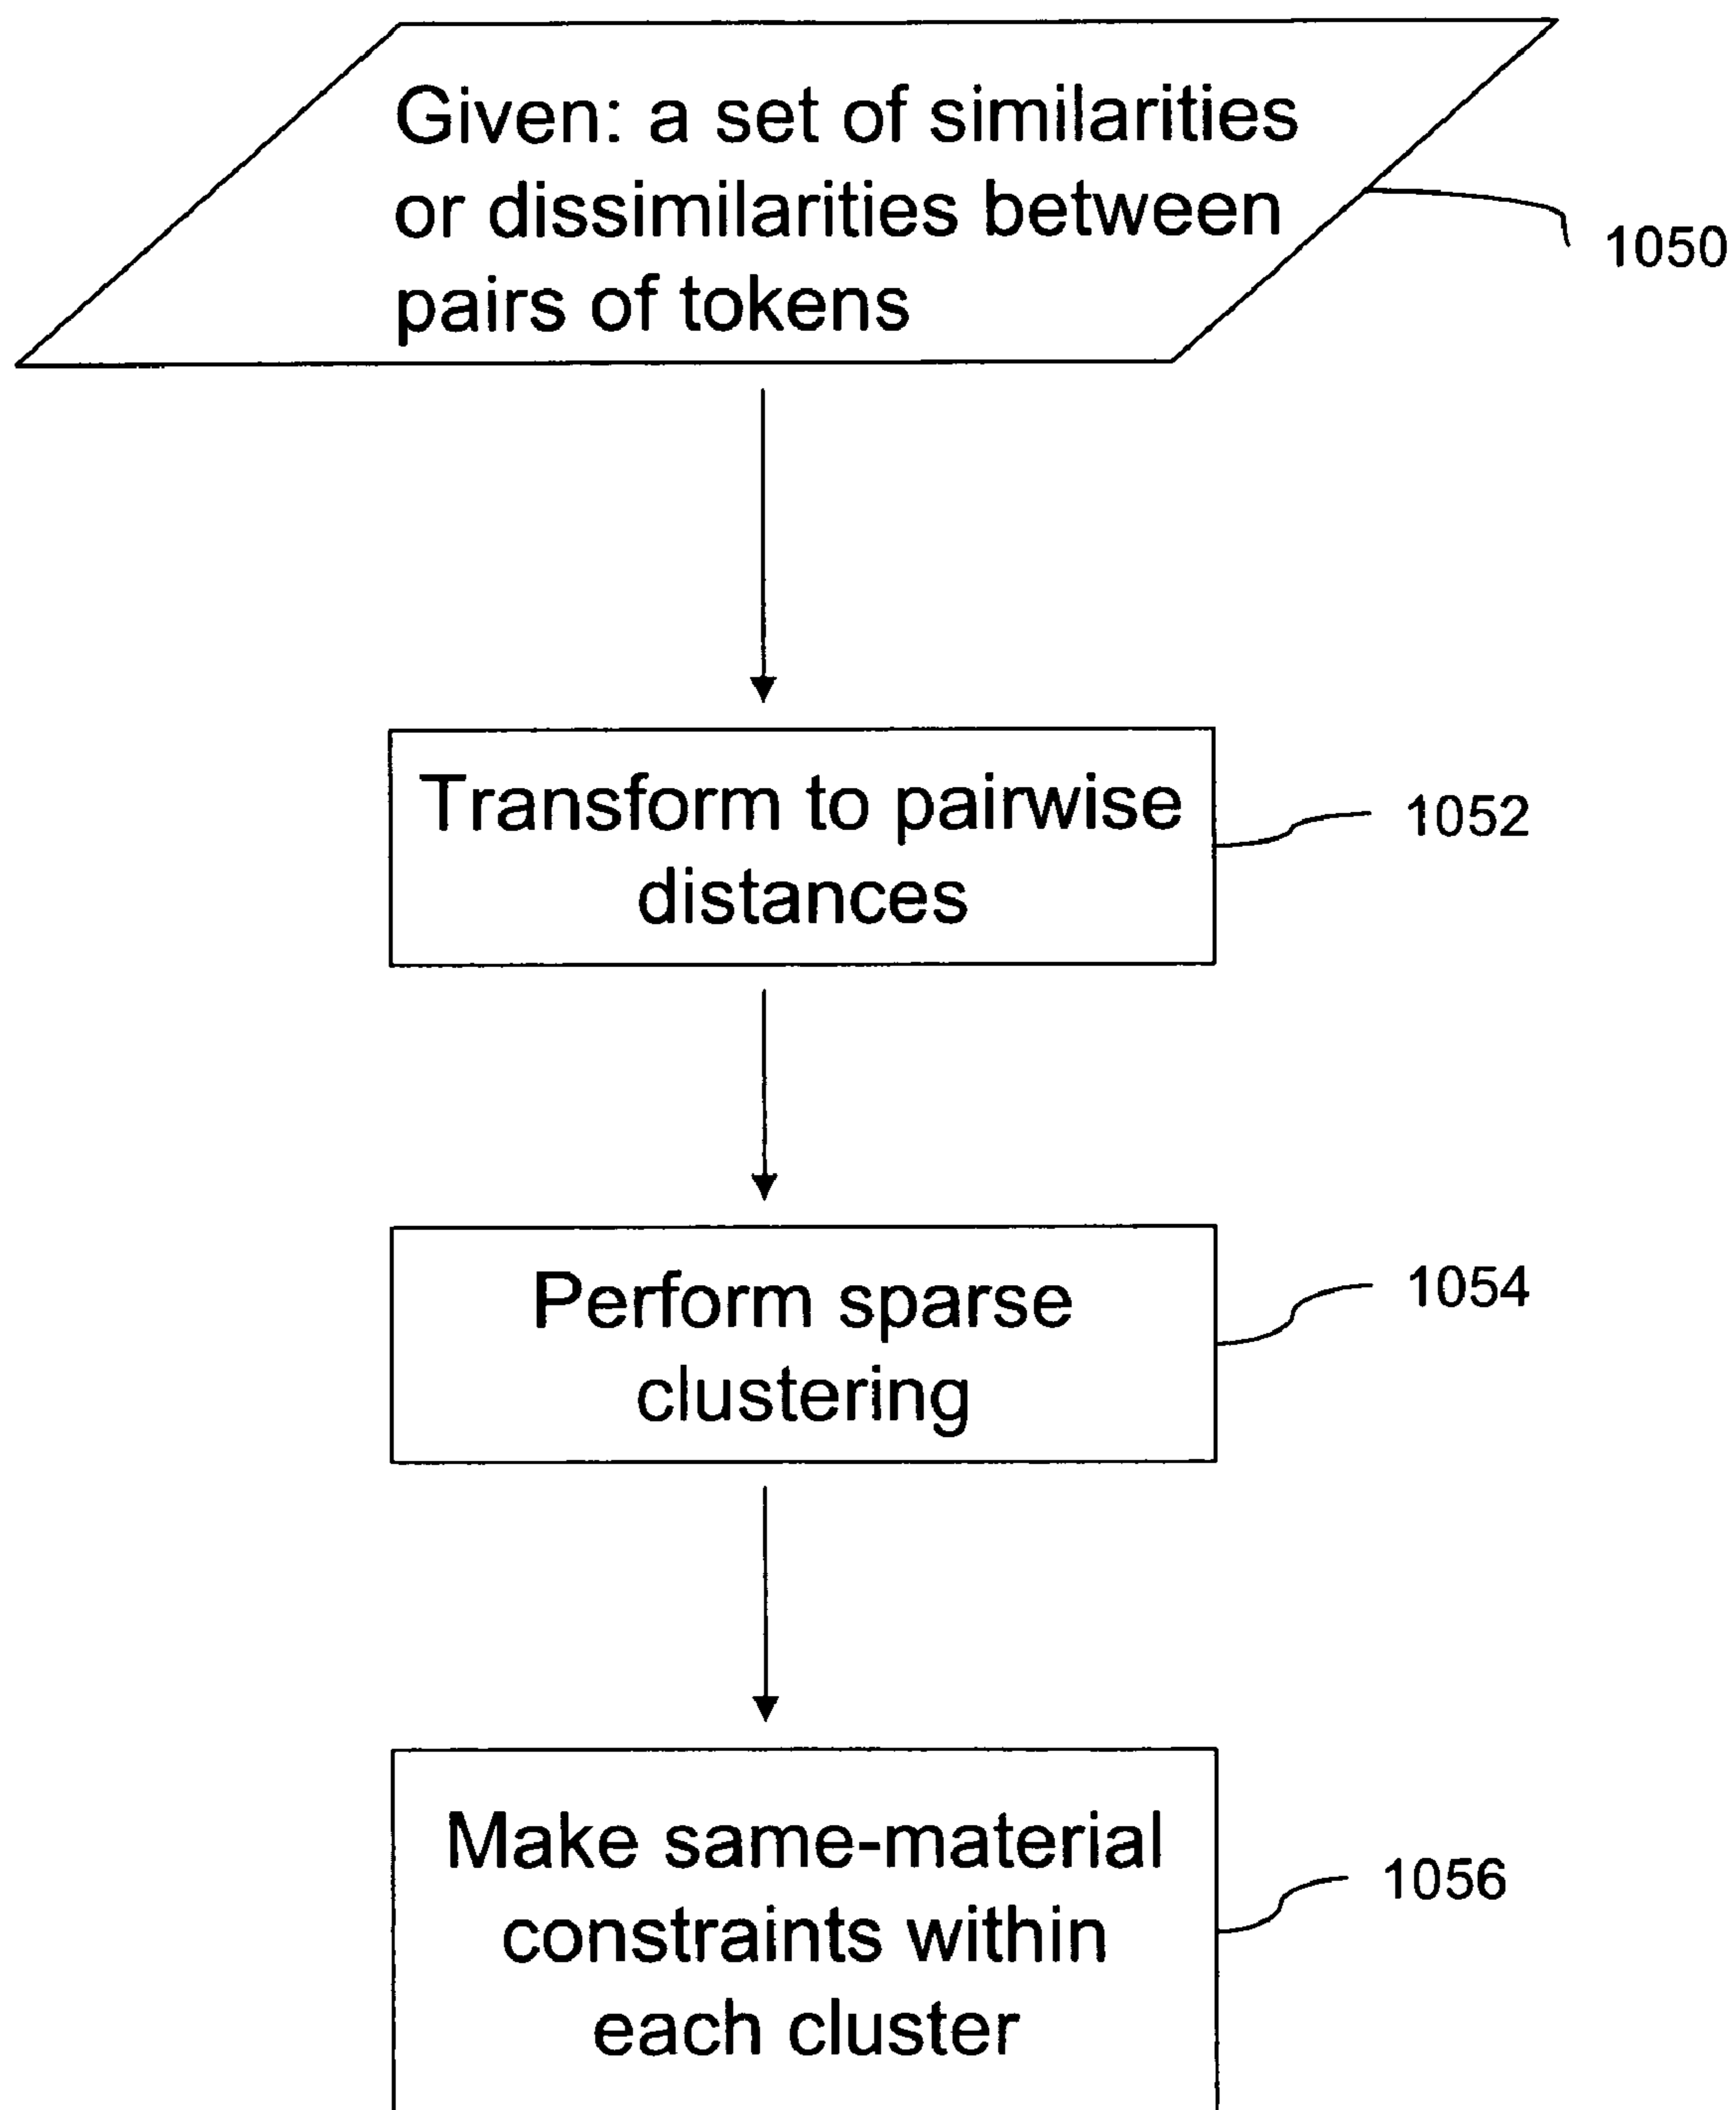 Given: a set of similarities
or dissimilarities between
pairs of tokens
1050
Transform to pairwise
distances
1052
Perform sparse
clustering
1054
Make same-material
constraints within
each cluster
1056